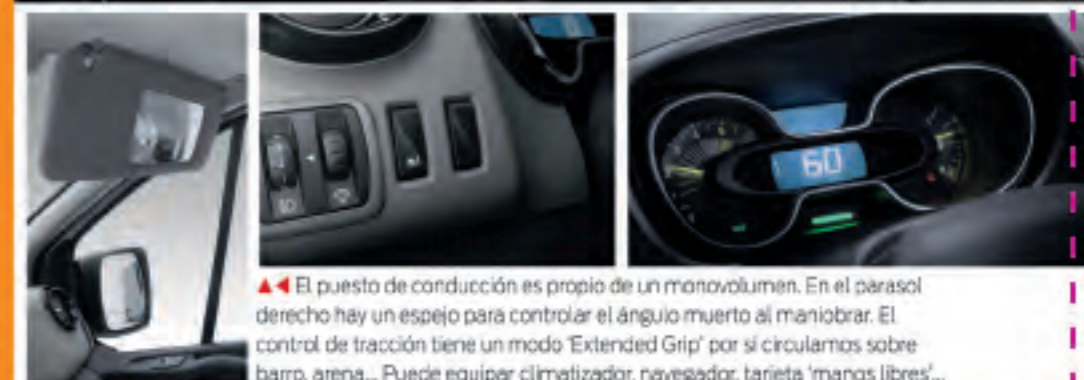 60
▲◀ El puesto de conducción es propio de un monovolumen. En el parasol
derecho hay un espejo para controlar el ángulo muerto al maniobrar. El
control de tracción tiene un modo 'Extended Grip' por si circulamos sobre
barro, arena... Puede equipar climatizador, navegador, tarjeta 'manos libres'...